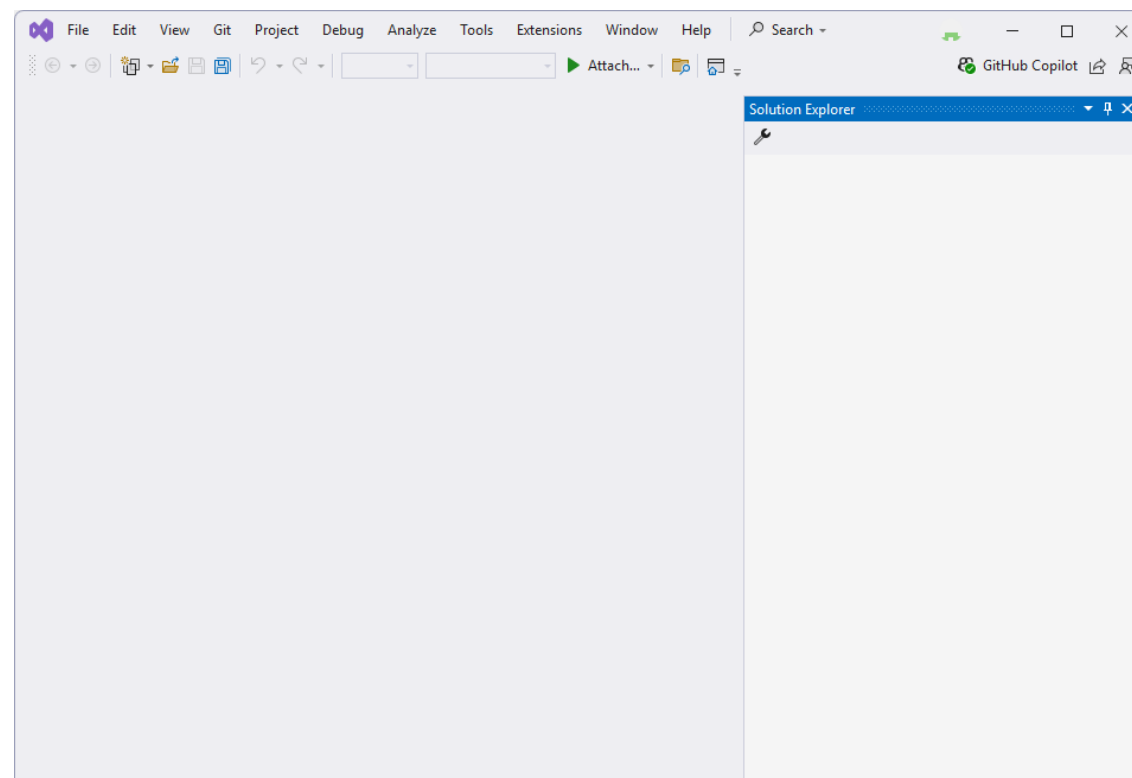 File Edit View Git Project Debug Analyze Tools Extensions Window Help Search
Attach... GitHub Copilot
Solution Explorer